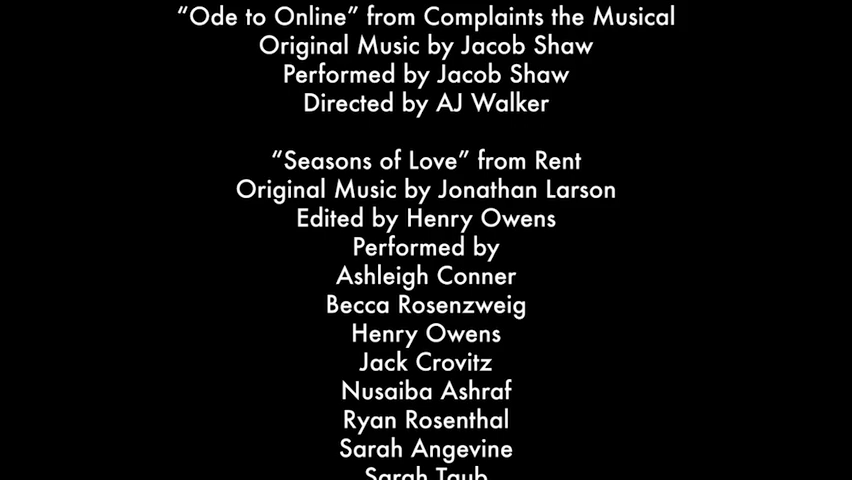 “Ode to Online” from Complaints the Musical
Original Music by Jacob Shaw
Performed by Jacob Shaw
Directed by AJ Walker
“Seasons of Love” from Rent
Original Music by Jonathan Larson
Edited by Henry Owens
Performed by
Ashleigh Conner
Becca Rosenzweig
Henry Owens
Jack Crovitz
Nusaiba Ashraf
Ryan Rosenthal
Sarah Angevine
Sarah Taub